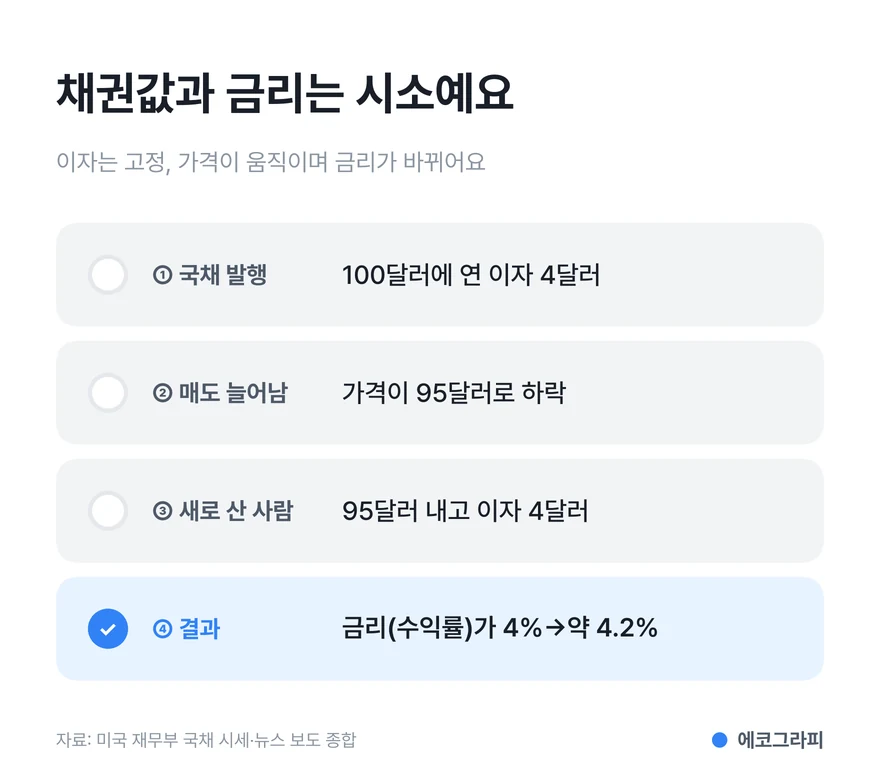 채권값과 금리는 시소예요
이자는 고정, 가격이 움직이며 금리가 바뀌어요
① 국채 발행 100달러에 연 이자 4달러
② 매도 늘어남 가격이 95달러로 하락
③ 새로 산 사람 95달러 내고 이자 4달러
④ 결과 금리(수익률)가 4%→약 4.2%
자료: 미국 재무부 국채 시세·뉴스 보도 종합 에코그라피